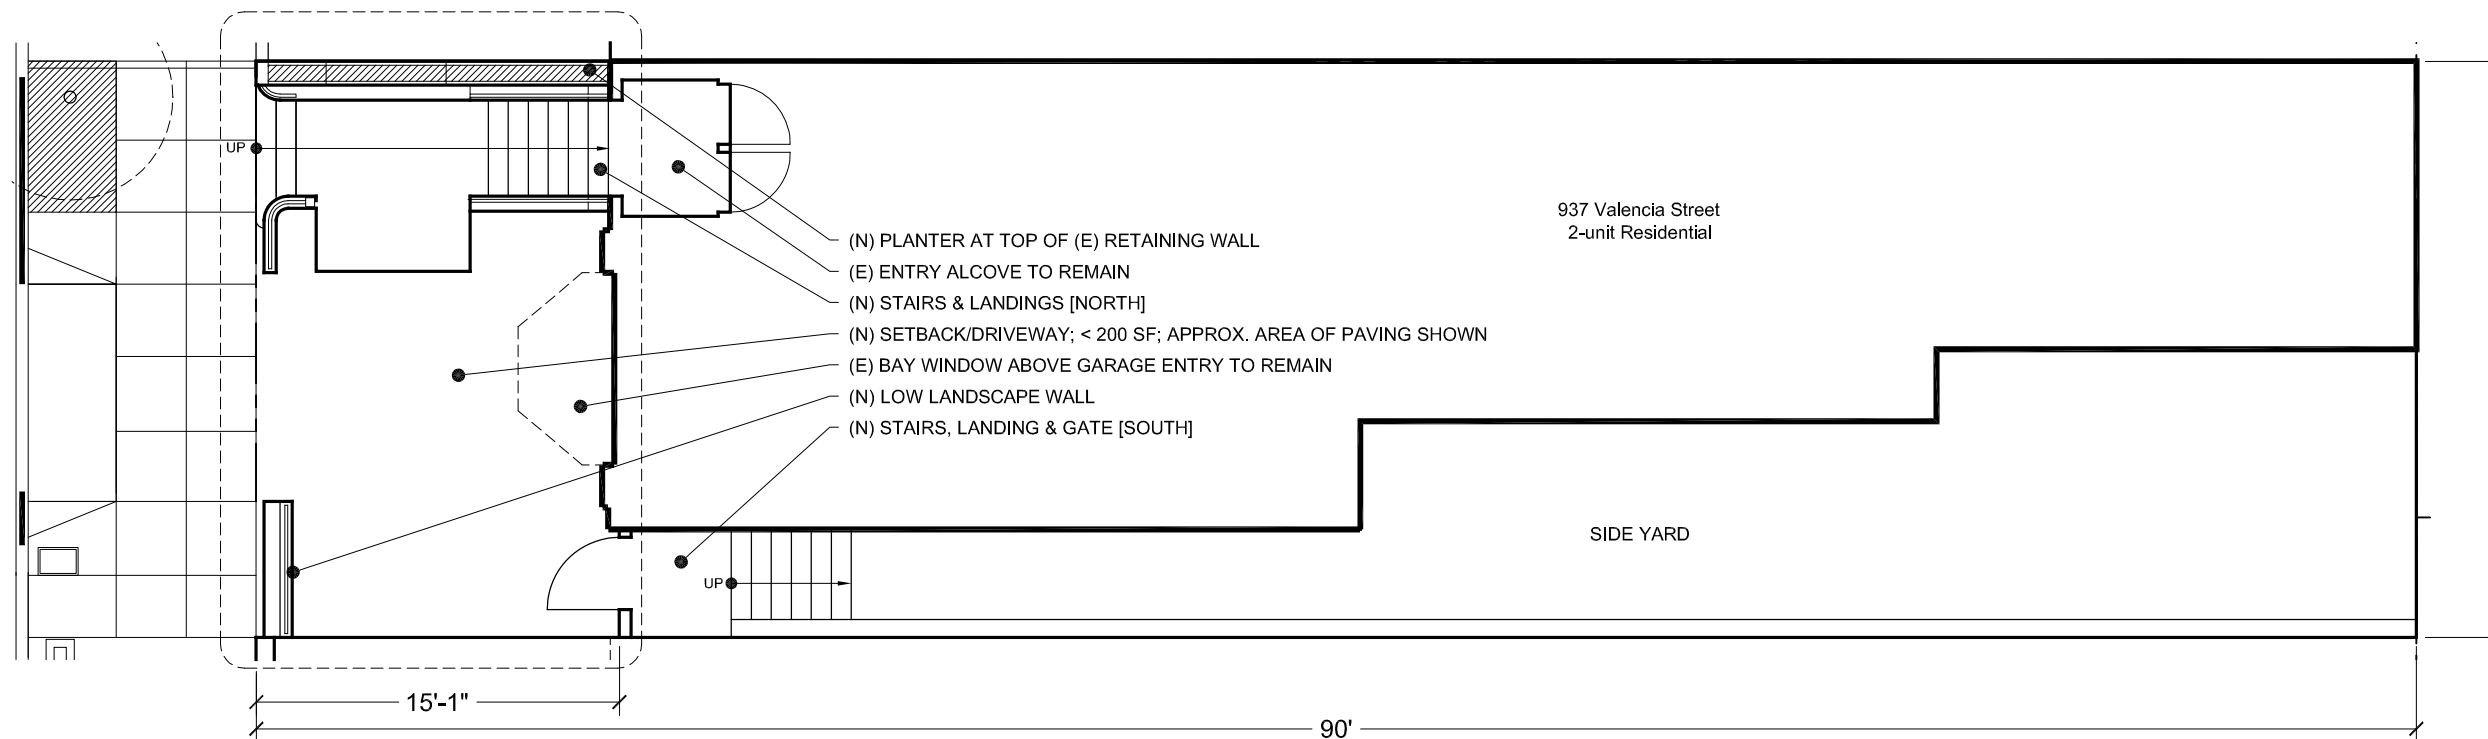 UP
937 Valencia Street
2-unit Residential
(N) PLANTER AT TOP OF (E) RETAINING WALL
(E) ENTRY ALCOVE TO REMAIN
(N) STAIRS & LANDINGS [NORTH]
(N) SETBACK/DRIVEWAY; < 200 SF; APPROX. AREA OF PAVING SHOWN
(E) BAY WINDOW ABOVE GARAGE ENTRY TO REMAIN
(N) LOW LANDSCAPE WALL
(N) STAIRS, LANDING & GATE [SOUTH]
SIDE YARD
UP
15'-1"
90'